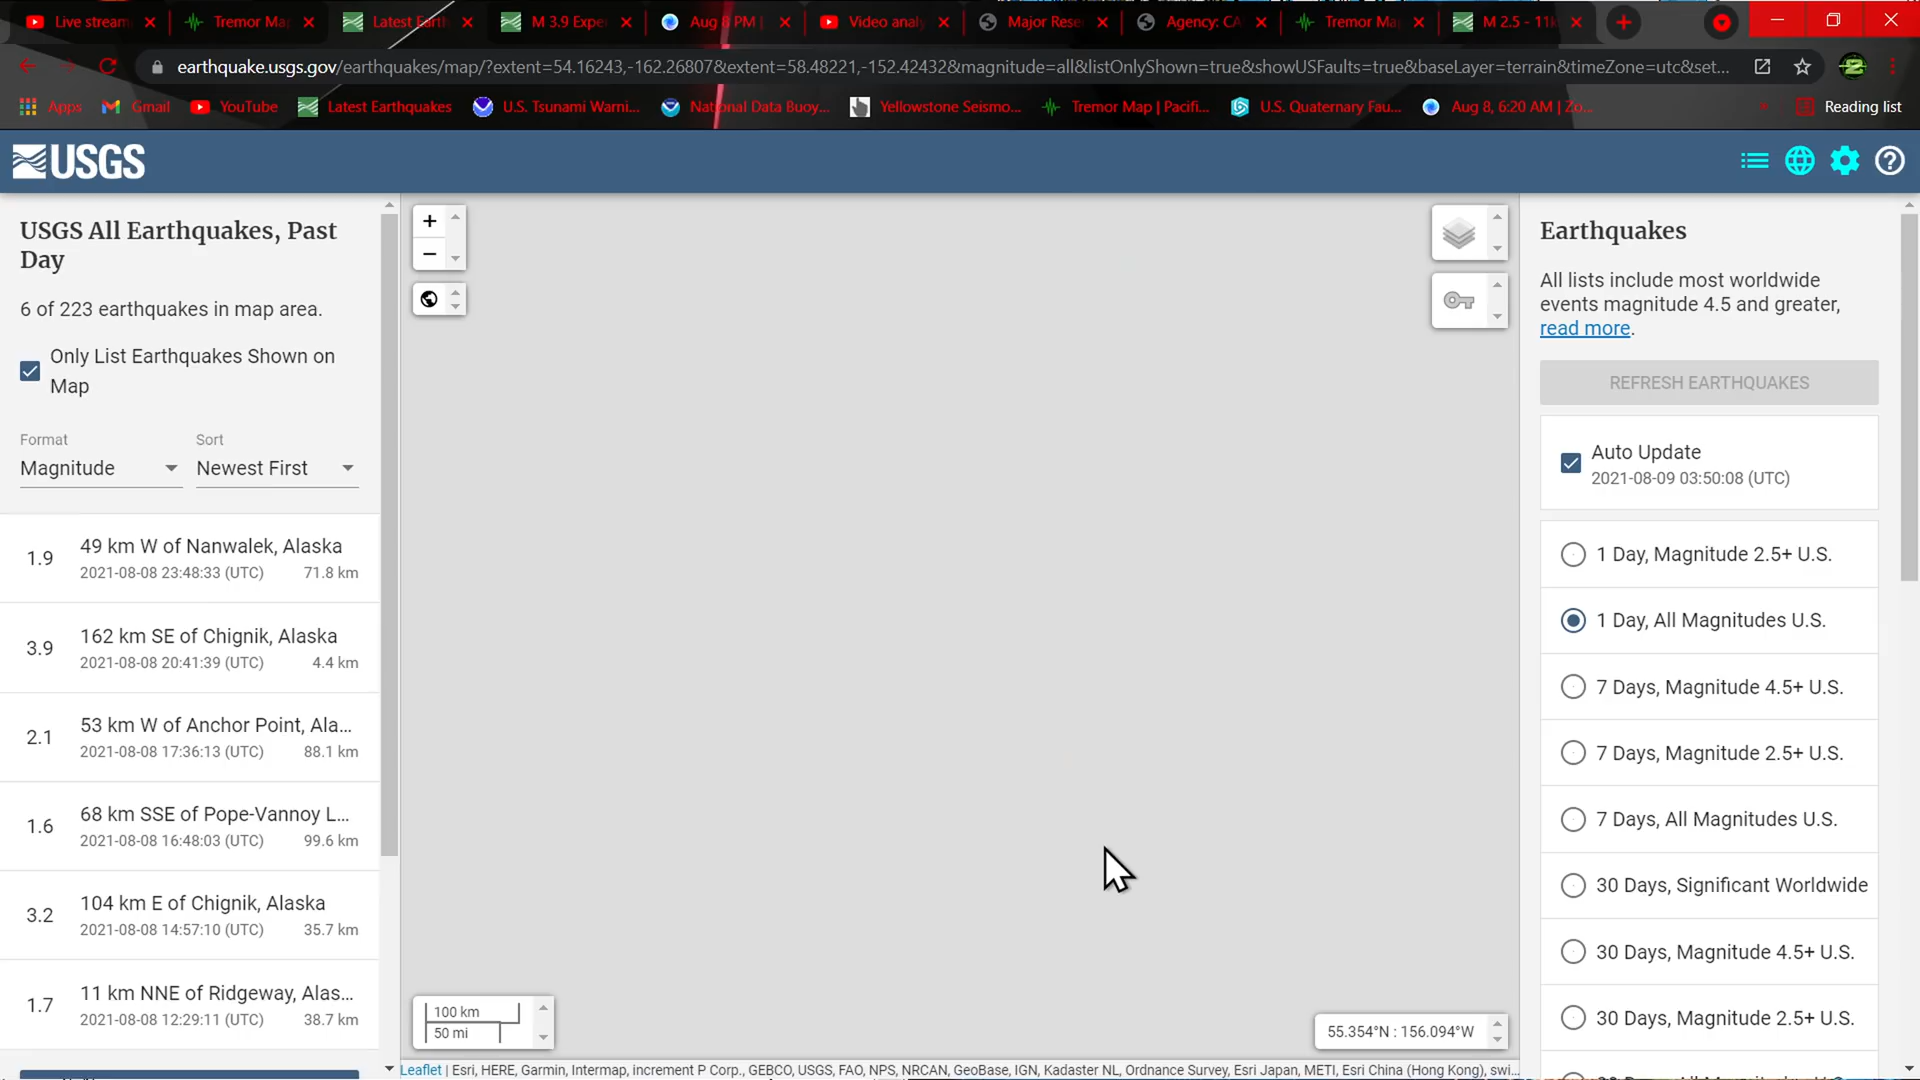 Live stream
Tremor Ma
Latest Earth
M 3.9 Expe
Aug 8 PM |
Video analy
Major Rese
Agency: CA
Tremor Ma
M 2.5 - 11k
earthquake.usgs.gov/earthquakes/map/?extent=54.16243,-162.26807&extent=58.48221,-152.42432&magnitude=all&listOnlyShown=true&showUSFaults=true&baseLayer=terrain&timeZone=utc&set...
Apps
Gmail
YouTube
Latest Earthquakes
U.S. Tsunami Warni...
National Data Buoy...
Yellowstone Seismo...
Tremor Map | Pacifi...
U.S. Quaternary Fau...
Aug 8, 6:20 AM | Zo...
Reading list
USGS
USGS All Earthquakes, Past
Day
6 of 223 earthquakes in map area.
Only List Earthquakes Shown on
Map
Format
Sort
Magnitude
Newest First
1.9
49 km W of Nanwalek, Alaska
2021-08-08 23:48:33 (UTC)
71.8 km
3.9
162 km SE of Chignik, Alaska
2021-08-08 20:41:39 (UTC)
4.4 km
2.1
53 km W of Anchor Point, Ala...
2021-08-08 17:36:13 (UTC)
88.1 km
1.6
68 km SSE of Pope-Vannoy L...
2021-08-08 16:48:03 (UTC)
99.6 km
3.2
104 km E of Chignik, Alaska
2021-08-08 14:57:10 (UTC)
35.7 km
1.7
11 km NNE of Ridgeway, Alas...
2021-08-08 12:29:11 (UTC)
38.7 km
+
−
100 km
50 mi
55.354°N : 156.094°W
Leaflet | Esri, HERE, Garmin, Intermap, increment P Corp., GEBCO, USGS, FAO, NPS, NRCAN, GeoBase, IGN, Kadaster NL, Ordnance Survey, Esri Japan, METI, Esri China (Hong Kong), swi...
Earthquakes
All lists include most worldwide
events magnitude 4.5 and greater,
read more.
REFRESH EARTHQUAKES
Auto Update
2021-08-09 03:50:08 (UTC)
1 Day, Magnitude 2.5+ U.S.
1 Day, All Magnitudes U.S.
7 Days, Magnitude 4.5+ U.S.
7 Days, Magnitude 2.5+ U.S.
7 Days, All Magnitudes U.S.
30 Days, Significant Worldwide
30 Days, Magnitude 4.5+ U.S.
30 Days, Magnitude 2.5+ U.S.